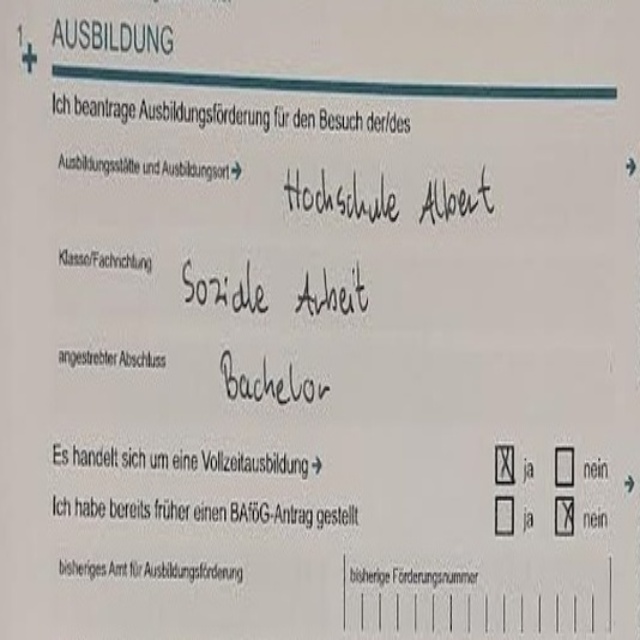 1
AUSBILDUNG
Ich beantrage Ausbildungsförderung für den Besuch der/des
Ausbildungsstätte und Ausbildungsort → Hochschule Albert
Klasse/Fachrichtung Soziale Arbeit
angestrebter Abschluss Bachelor
Es handelt sich um eine Vollzeitausbildung → X ja nein
Ich habe bereits früher einen BAföG-Antrag gestellt ja X nein
bisheriges Amt für Ausbildungsförderung bisherige Förderungsnummer